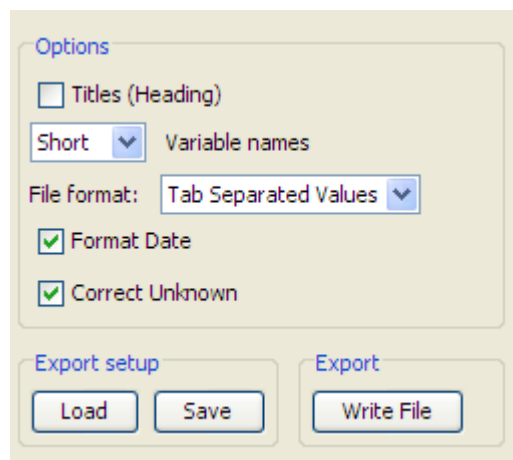 Options
Titles (Heading)
Short Variable names
File format: Tab Separated Values
Format Date
Correct Unknown
Export setup Export
Load Save Write File